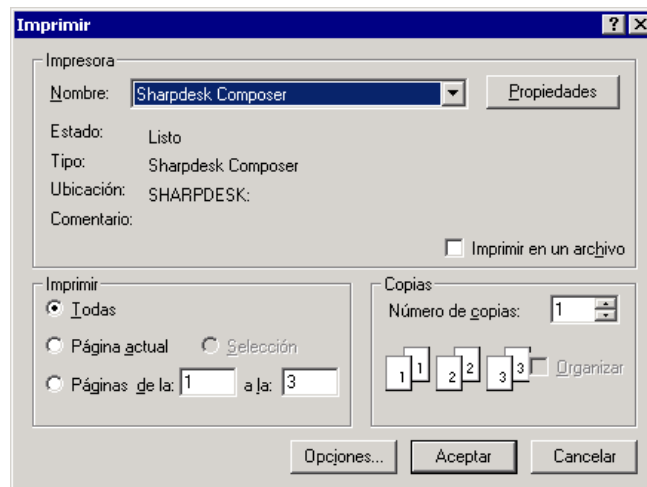 Imprimir
Impresora
Nombre: Sharpdesk Composer Propiedades
Estado: Listo
Tipo: Sharpdesk Composer
Ubicación: SHARPDESK:
Comentario:
Imprimir en un archivo
Imprimir
Todas
Página actual Selección
Páginas de la: 1 a la: 3
Copias
Número de copias: 1
1 1 2 2 3 3 Organizar
Opciones... Aceptar Cancelar